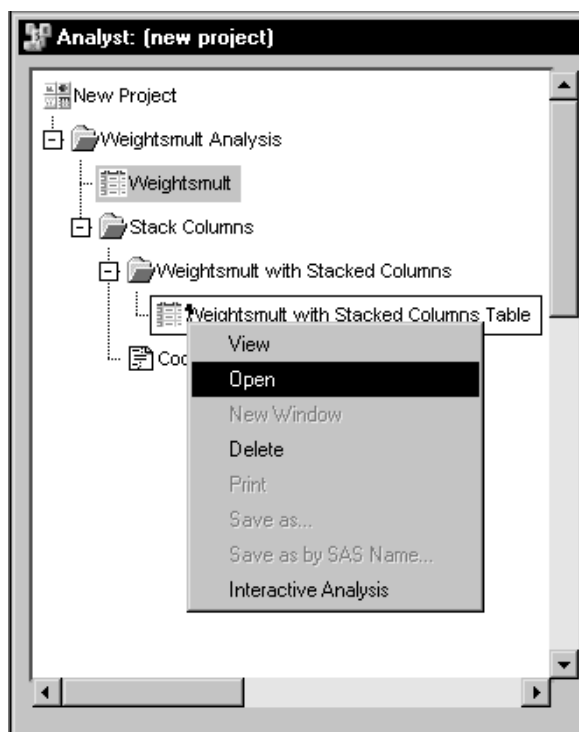 Analyst: (new project)
New Project
Weightsmult Analysis
Weightsmult
Stack Columns
Weightsmult with Stacked Columns
Weightsmult with Stacked Columns Table
View
Open
New Window
Delete
Print
Save as...
Save as by SAS Name...
Interactive Analysis